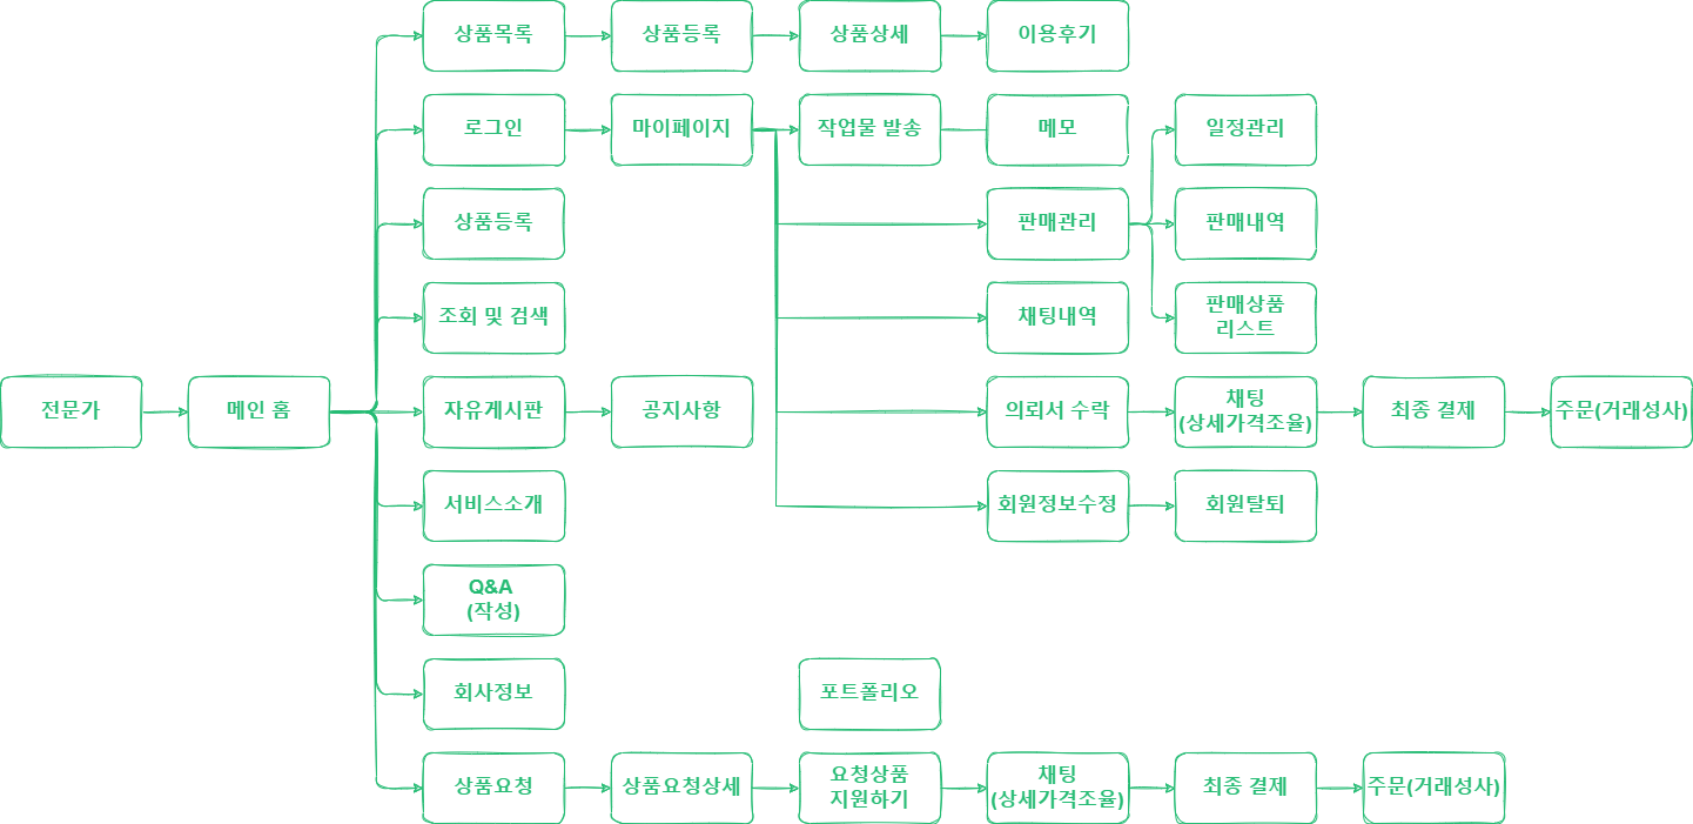 상품목록
상품등록
상품상세
이용후기
로그인
마이페이지
작업물 발송
메모
일정관리
상품등록
판매관리
판매내역
조회 및 검색
채팅내역
판매상품
리스트
전문가
메인 홈
자유게시판
공지사항
의뢰서 수락
채팅
(상세가격조율)
최종 결제
주문(거래성사)
서비스소개
회원정보수정
회원탈퇴
Q&A
(작성)
회사정보
포트폴리오
상품요청
상품요청상세
요청상품
지원하기
채팅
(상세가격조율)
최종 결제
주문(거래성사)